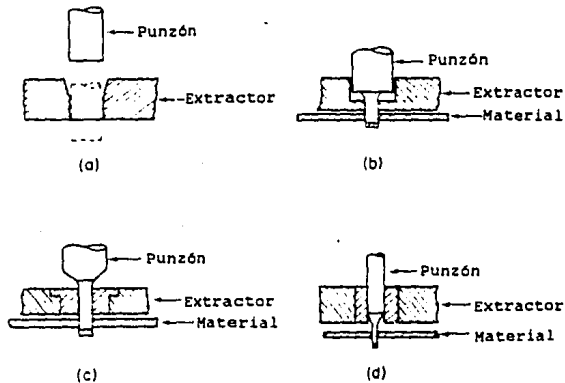 Punzón
Extractor
(a)
Punzón
Extractor
Material
(b)
Punzón
Extractor
Material
(c)
Punzón
Extractor
Material
(d)